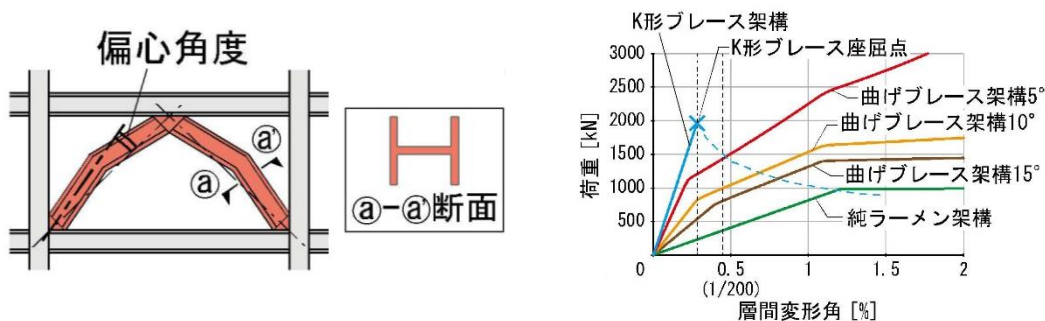 偏心角度
ⓐ'
ⓐ
ⓐ-ⓐ'断面
K形ブレース架構
K形ブレース座屈点
3000
2500
2000
1500
1000
500
0
荷重 [kN]
曲げブレース架構5°
曲げブレース架構10°
曲げブレース架構15°
純ラーメン架構
0.5
1
1.5
2
(1/200)
層間変形角 [%]